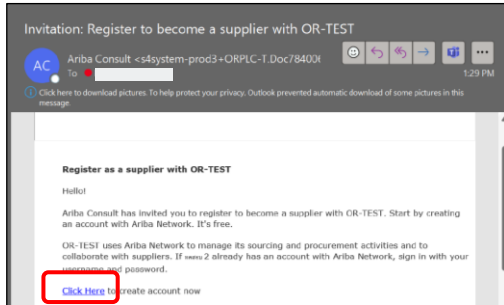 Invitation: Register to become a supplier with OR-TEST
AC
Ariba Consult <s4system-prod3+ORPLC-T.Doc78400
To
1:29 PM
Click here to download pictures. To help protect your privacy, Outlook prevented automatic download of some pictures in this
message.
Register as a supplier with OR-TEST
Hello!
Ariba Consult has invited you to register to become a supplier with OR-TEST. Start by creating
an account with Ariba Network. It's free.
OR-TEST uses Ariba Network to manage its sourcing and procurement activities and to
collaborate with suppliers. If 2 already has an account with Ariba Network, sign in with your
username and password.
Click Here to create account now